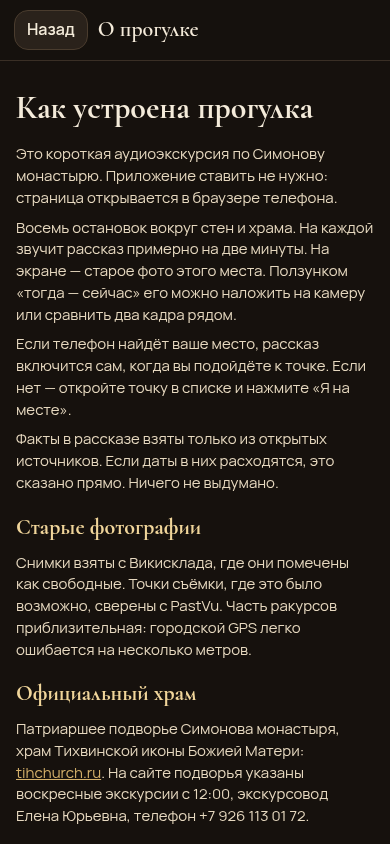 Назад
О прогулке
Как устроена прогулка
Это короткая аудиоэкскурсия по Симонову
монастырю. Приложение ставить не нужно:
страница открывается в браузере телефона.
Восемь остановок вокруг стен и храма. На каждой
звучит рассказ примерно на две минуты. На
экране — старое фото этого места. Ползунком
«тогда — сейчас» его можно наложить на камеру
или сравнить два кадра рядом.
Если телефон найдёт ваше место, рассказ
включится сам, когда вы подойдёте к точке. Если
нет — откройте точку в списке и нажмите «Я на
месте».
Факты в рассказе взяты только из открытых
источников. Если даты в них расходятся, это
сказано прямо. Ничего не выдумано.
Старые фотографии
Снимки взяты с Викисклада, где они помечены
как свободные. Точки съёмки, где это было
возможно, сверены с PastVu. Часть ракурсов
приблизительная: городской GPS легко
ошибается на несколько метров.
Официальный храм
Патриаршее подворье Симонова монастыря,
храм Тихвинской иконы Божией Матери:
tihchurch.ru. На сайте подворья указаны
воскресные экскурсии с 12:00, экскурсовод
Елена Юрьевна, телефон +7 926 113 01 72.